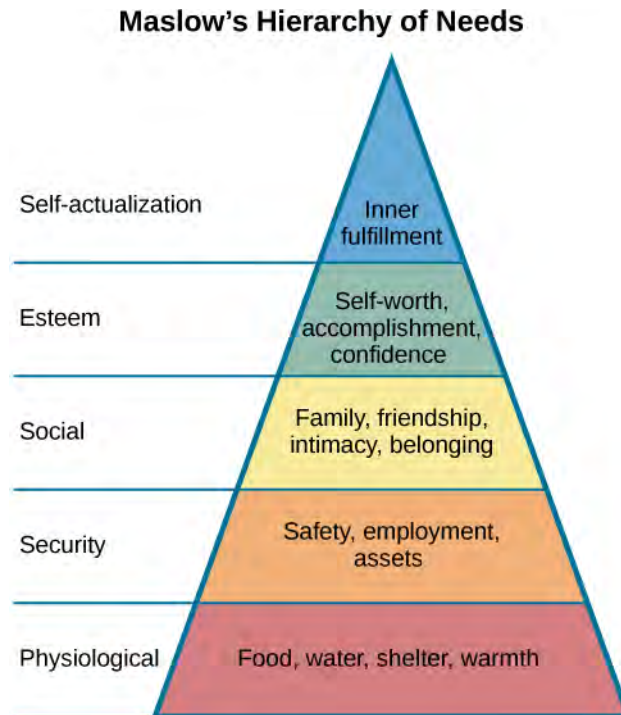 Maslow's Hierarchy of Needs
Self-actualization
Inner
fulfillment
Esteem
Self-worth,
accomplishment,
confidence
Social
Family, friendship,
intimacy, belonging
Security
Safety, employment,
assets
Physiological
Food, water, shelter, warmth